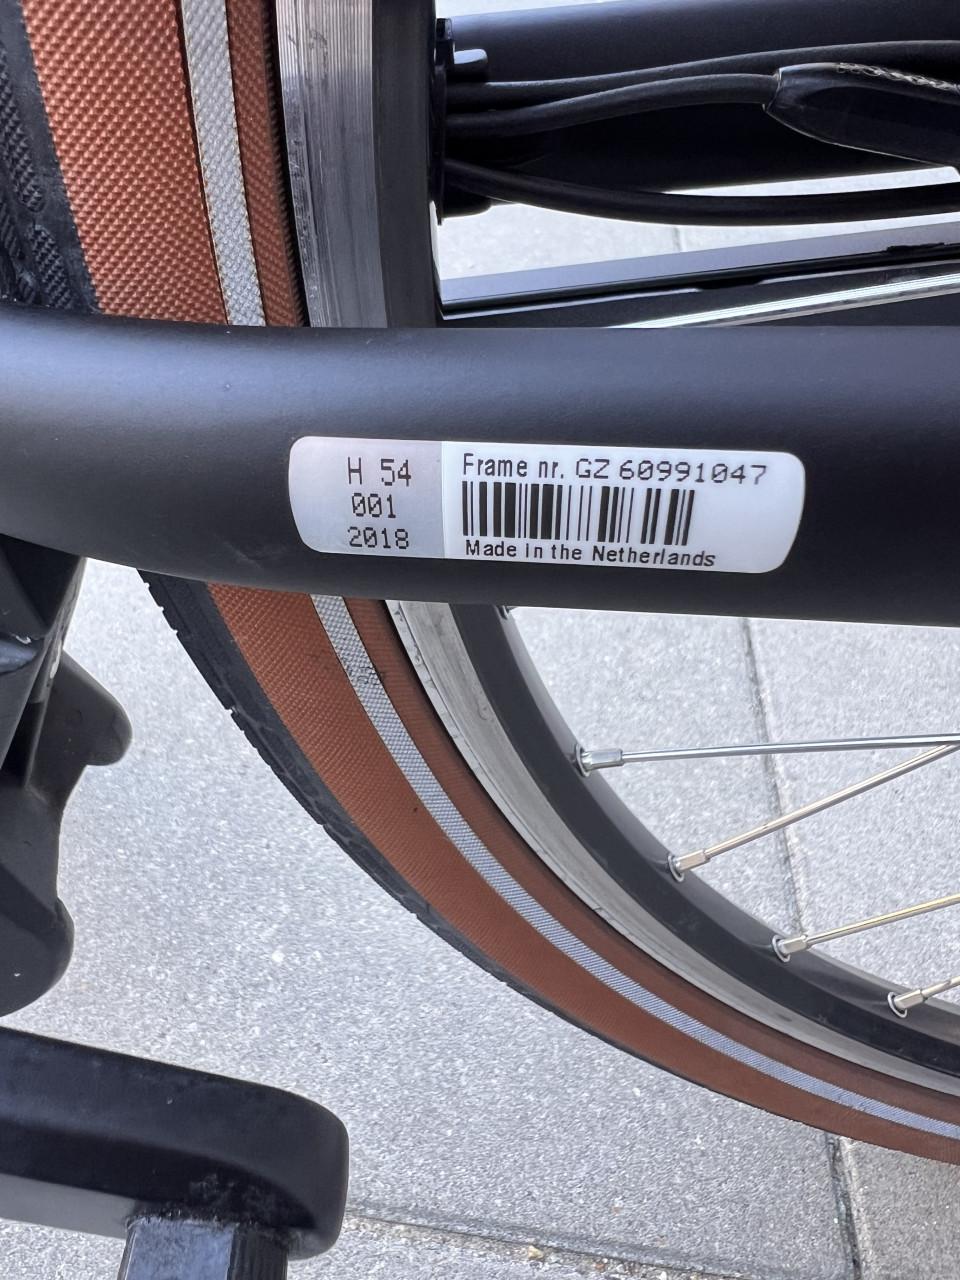 H 54
001
2018
Frame nr. GZ 60991047
Made in the Netherlands